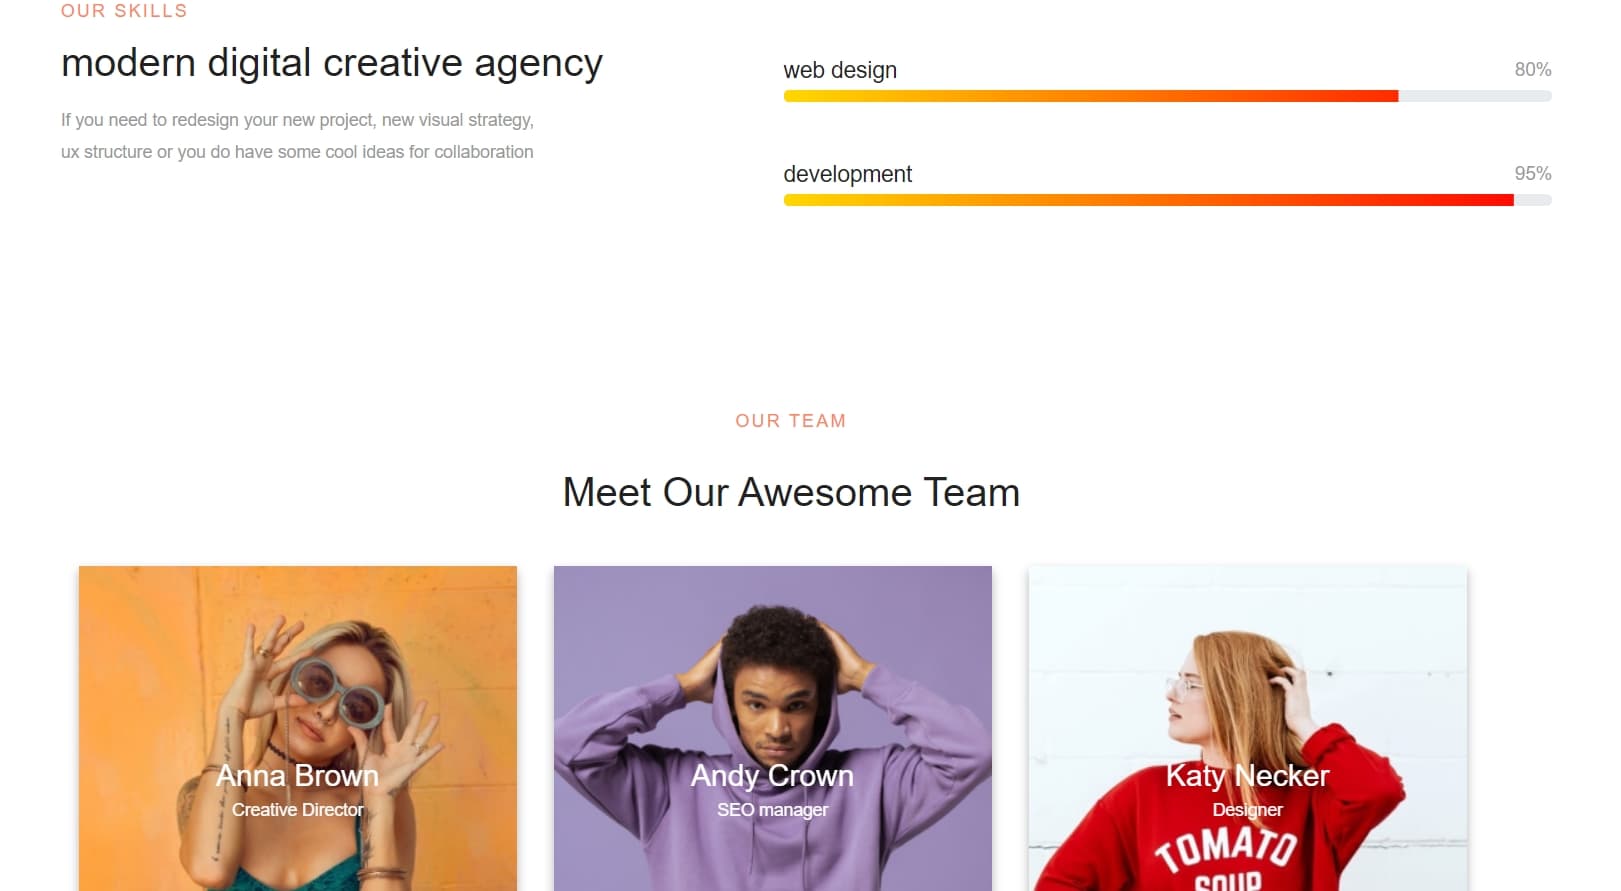 OUR SKILLS
modern digital creative agency
If you need to redesign your new project, new visual strategy,
ux structure or you do have some cool ideas for collaboration
web design
80%
development
95%
OUR TEAM
Meet Our Awesome Team
Anna Brown
Creative Director
Andy Crown
SEO manager
Katy Necker
Designer
TOMATO
SOUP